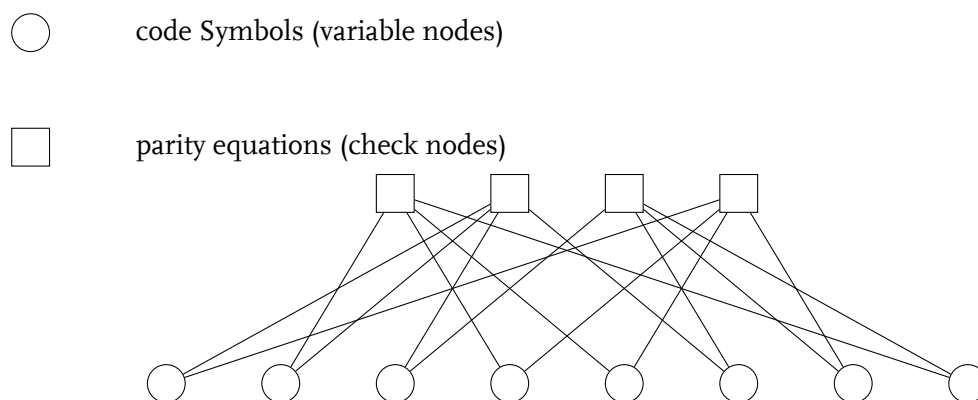 code Symbols (variable nodes)
parity equations (check nodes)